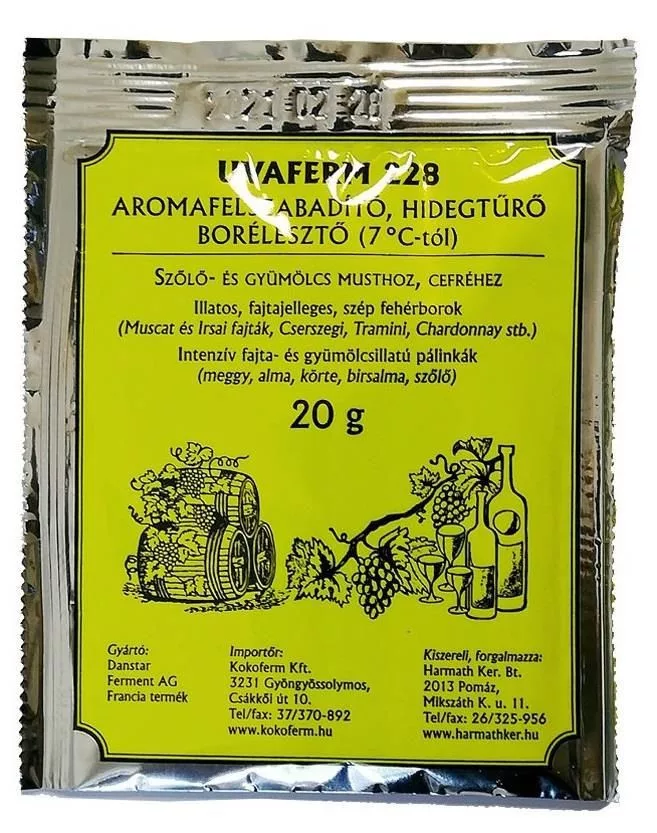 2021 02 28
UVAFERM 228
AROMAFELSZABADÍTÓ, HIDEGTŰRŐ
BORÉLESZTŐ (7 °C-tól)
SZŐLŐ- ÉS GYÜMÖLCS MUSTHOZ, CEFRÉHEZ
Illatos, fajtajelleges, szép fehérborok
(Muscat és Irsai fajták, Cserszegi, Tramini, Chardonnay stb.)
Intenzív fajta- és gyümölcsillatú pálinkák
(meggy, alma, körte, birsalma, szőlő)
20 g
Gyártó:
Danstar
Ferment AG
Francia termék
Importőr:
Kokoferm Kft.
3231 Gyöngyössolymos,
Csákkői út 10.
Tel/fax: 37/370-892
www.kokoferm.hu
Kiszereli, forgalmazza:
Harmath Ker. Bt.
2013 Pomáz,
Mikszáth K. u. 11.
Tel/fax: 26/325-956
www.harmathker.hu